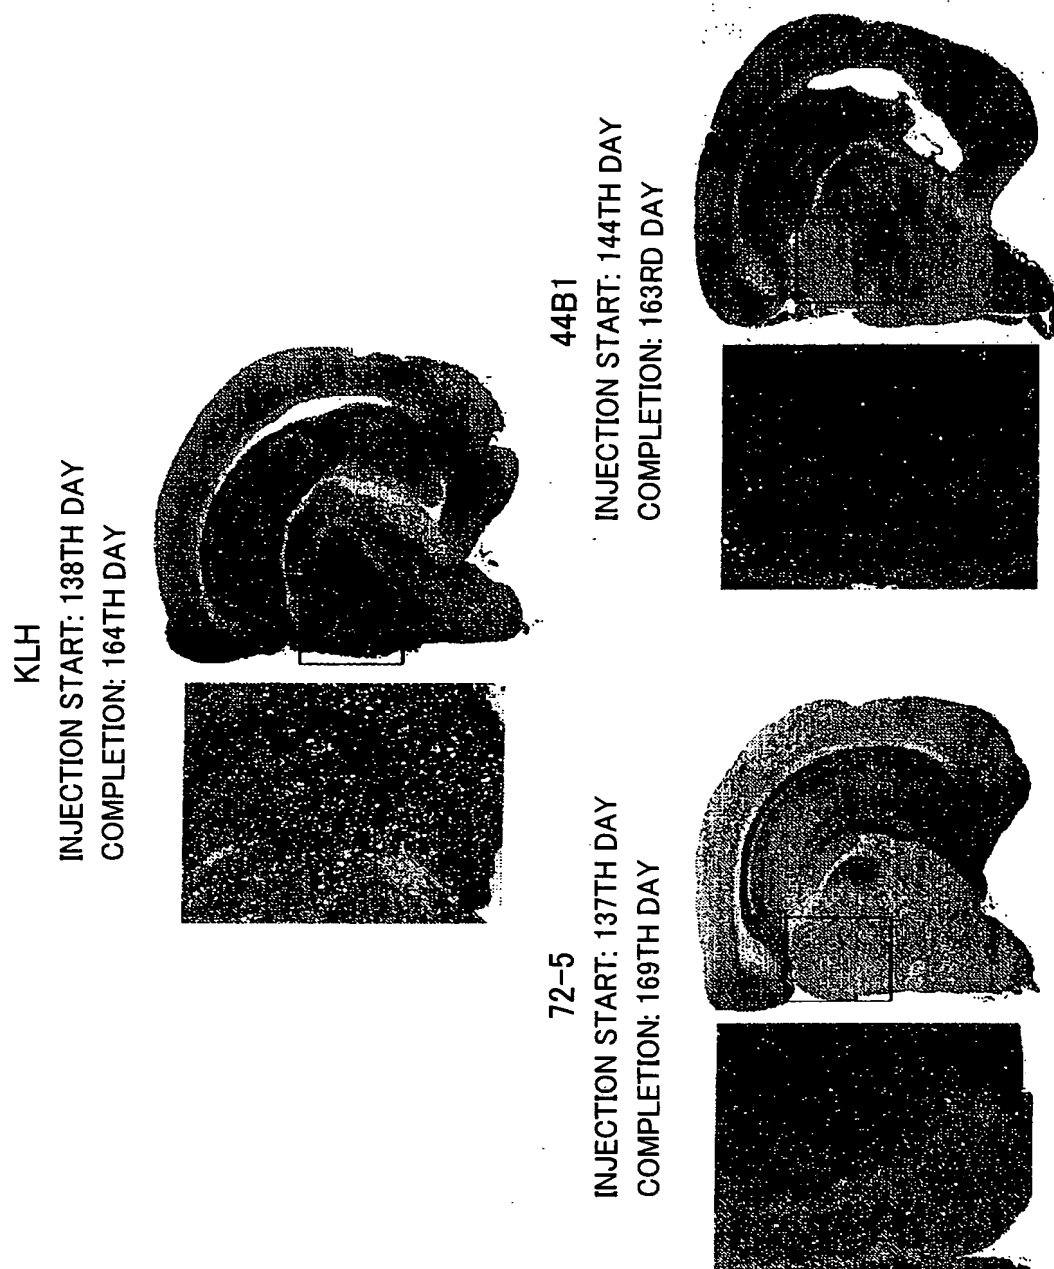 KLH
INJECTION START: 138TH DAY
COMPLETION: 164TH DAY
72-5
INJECTION START: 137TH DAY
COMPLETION: 169TH DAY
44B1
INJECTION START: 144TH DAY
COMPLETION: 163RD DAY